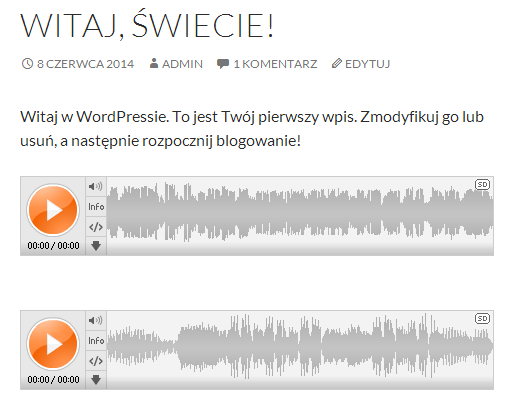 WITAJ, ŚWIECIE!
8 CZERWCA 2014 ADMIN 1 KOMENTARZ EDYTUJ
Witaj w WordPressie. To jest Twój pierwszy wpis. Zmodyfikuj go lub
usuń, a następnie rozpocznij blogowanie!
SD
Info
</>
00:00 / 00:00
SD
Info
</>
00:00 / 00:00